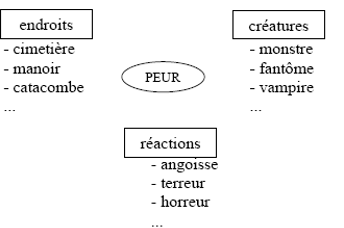 endroits
- cimetière
- manoir
- catacombe
...
créatures
- monstre
- fantôme
- vampire
...
PEUR
réactions
- angoisse
- terreur
- horreur
...